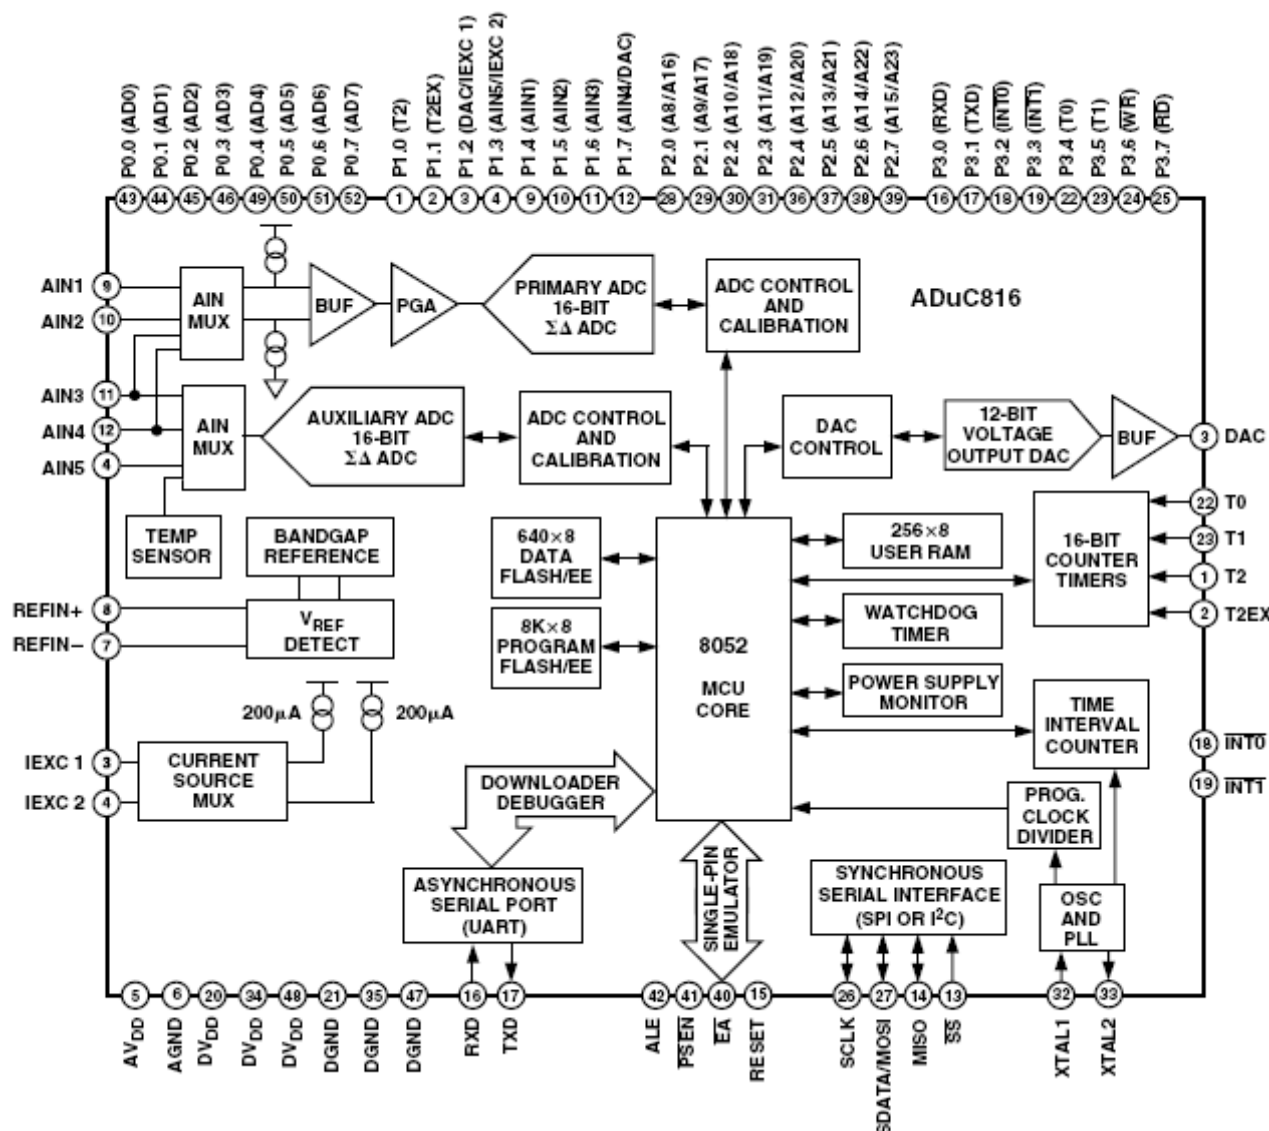 P0.0 (AD0)
P0.1 (AD1)
P0.2 (AD2)
P0.3 (AD3)
P0.4 (AD4)
P0.5 (AD5)
P0.6 (AD6)
P0.7 (AD7)
P1.0 (T2)
P1.1 (T2EX)
P1.2 (DAC/IEXC 1)
P1.3 (AIN5/IEXC 2)
P1.4 (AIN1)
P1.5 (AIN2)
P1.6 (AIN3)
P1.7 (AIN4/DAC)
P2.0 (A8/A16)
P2.1 (A9/A17)
P2.2 (A10/A18)
P2.3 (A11/A19)
P2.4 (A12/A20)
P2.5 (A13/A21)
P2.6 (A14/A22)
P2.7 (A15/A23)
P3.0 (RXD)
P3.1 (TXD)
P3.2 (INT0)
P3.3 (INT1)
P3.4 (T0)
P3.5 (T1)
P3.6 (WR)
P3.7 (RD)
43 44 45 46 49 50 51 52 1 2 3 4 9 10 11 12 28 29 30 31 36 37 38 39 16 17 18 19 22 23 24 25
ADuC816
AIN1 9
AIN2 10
AIN3 11
AIN4 12
AIN5 4
AIN
MUX
BUF
PGA
PRIMARY ADC
16-BIT
ΣΔ ADC
ADC CONTROL
AND
CALIBRATION
AIN
MUX
AUXILIARY ADC
16-BIT
ΣΔ ADC
ADC CONTROL
AND
CALIBRATION
DAC
CONTROL
12-BIT
VOLTAGE
OUTPUT DAC
BUF
3 DAC
TEMP
SENSOR
BANDGAP
REFERENCE
REFIN+ 8
REFIN− 7
VREF
DETECT
640×8
DATA
FLASH/EE
8K×8
PROGRAM
FLASH/EE
8052
MCU
CORE
256×8
USER RAM
WATCHDOG
TIMER
POWER SUPPLY
MONITOR
16-BIT
COUNTER
TIMERS
22 T0
23 T1
1 T2
2 T2EX
TIME
INTERVAL
COUNTER
18 INT0
19 INT1
200µA
200µA
IEXC 1 3
IEXC 2 4
CURRENT
SOURCE
MUX
DOWNLOADER
DEBUGGER
ASYNCHRONOUS
SERIAL PORT
(UART)
SINGLE-PIN
EMULATOR
SYNCHRONOUS
SERIAL INTERFACE
(SPI OR I²C)
PROG.
CLOCK
DIVIDER
OSC
AND
PLL
5 6 20 34 48 21 35 47 16 17 42 41 40 15 26 27 14 13 32 33
AVDD
AGND
DVDD
DVDD
DVDD
DGND
DGND
DGND
RXD
TXD
ALE
PSEN
EA
RESET
SCLK
SDATA/MOSI
MISO
SS
XTAL1
XTAL2